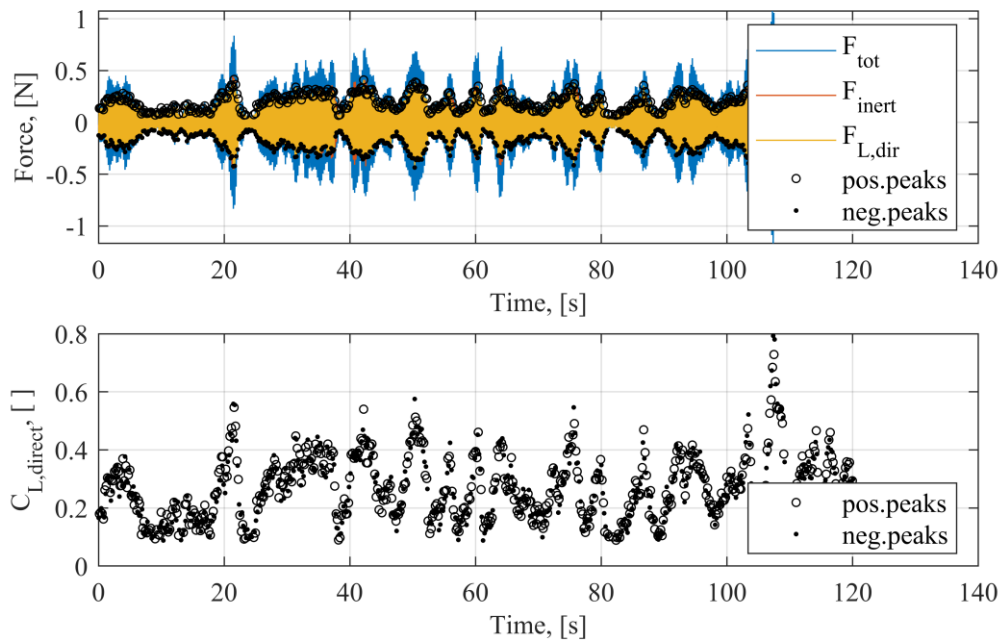 1
0.5
0
-0.5
-1
Force, [N]
F_tot
F_inert
F_L,dir
pos.peaks
neg.peaks
0 20 40 60 80 100 120 140
Time, [s]
0.8
0.6
0.4
0.2
0
C_L,direct, [ ]
pos.peaks
neg.peaks
0 20 40 60 80 100 120 140
Time, [s]